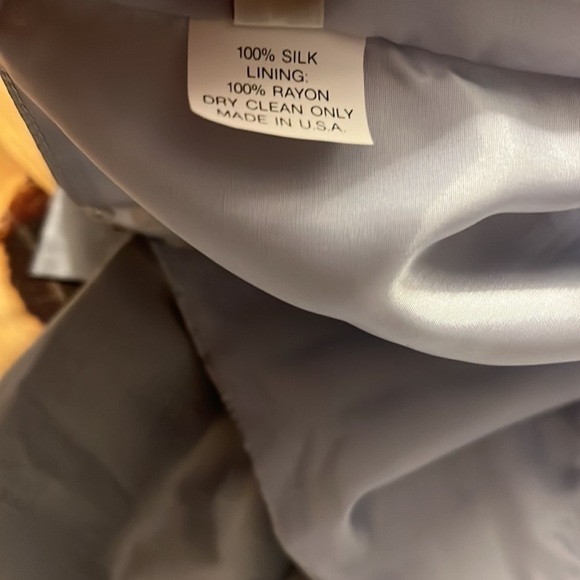 100% SILK
LINING:
100% RAYON
DRY CLEAN ONLY
MADE IN U.S.A.